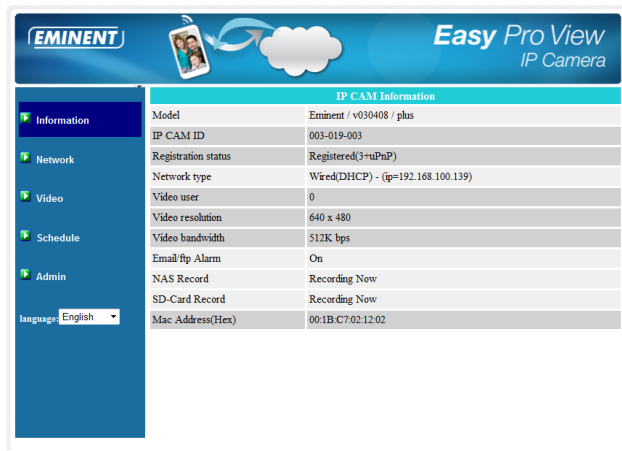 EMINENT
Easy Pro View
IP Camera
IP CAM Information
Information
Network
Video
Schedule
Admin
language: English
Model Eminent / v030408 / plus
IP CAM ID 003-019-003
Registration status Registered(3+uPnP)
Network type Wired(DHCP) - (ip=192.168.100.139)
Video user 0
Video resolution 640 x 480
Video bandwidth 512K bps
Email/ftp Alarm On
NAS Record Recording Now
SD-Card Record Recording Now
Mac Address(Hex) 00:1B:C7:02:12:02